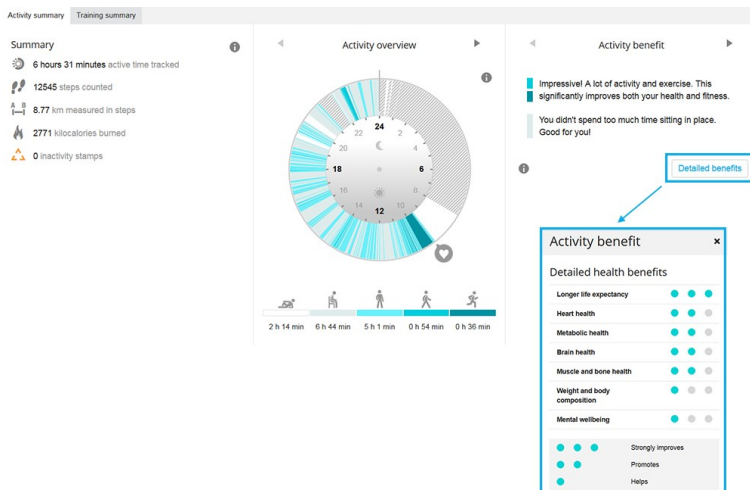 Activity summary
Training summary
Summary
6 hours 31 minutes active time tracked
12545 steps counted
A B
8.77 km measured in steps
2771 kilocalories burned
0 inactivity stamps
Activity overview
24
2
4
6
8
10
12
14
16
18
20
22
2 h 14 min
6 h 44 min
5 h 1 min
0 h 54 min
0 h 36 min
Activity benefit
Impressive! A lot of activity and exercise. This
significantly improves both your health and fitness.
You didn't spend too much time sitting in place.
Good for you!
Detailed benefits
Activity benefit
×
Detailed health benefits
Longer life expectancy
Heart health
Metabolic health
Brain health
Muscle and bone health
Weight and body
composition
Mental wellbeing
Strongly improves
Promotes
Helps